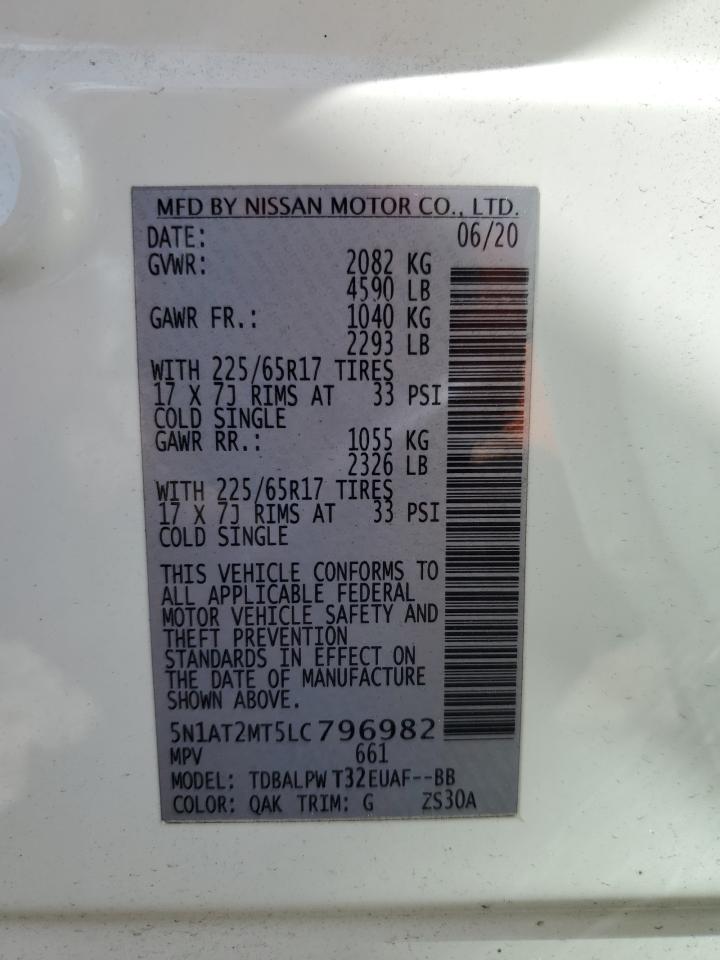 MFD BY NISSAN MOTOR CO., LTD.
DATE: 06/20
GVWR: 2082 KG
4590 LB
GAWR FR.: 1040 KG
2293 LB
WITH 225/65R17 TIRES
17 X 7J RIMS AT 33 PSI
COLD SINGLE
GAWR RR.: 1055 KG
2326 LB
WITH 225/65R17 TIRES
17 X 7J RIMS AT 33 PSI
COLD SINGLE
THIS VEHICLE CONFORMS TO
ALL APPLICABLE FEDERAL
MOTOR VEHICLE SAFETY AND
THEFT PREVENTION
STANDARDS IN EFFECT ON
THE DATE OF MANUFACTURE
SHOWN ABOVE.
5N1AT2MT5LC796982
MPV 661
MODEL: TDBALPW T32EUAF--BB
COLOR: QAK TRIM: G ZS30A